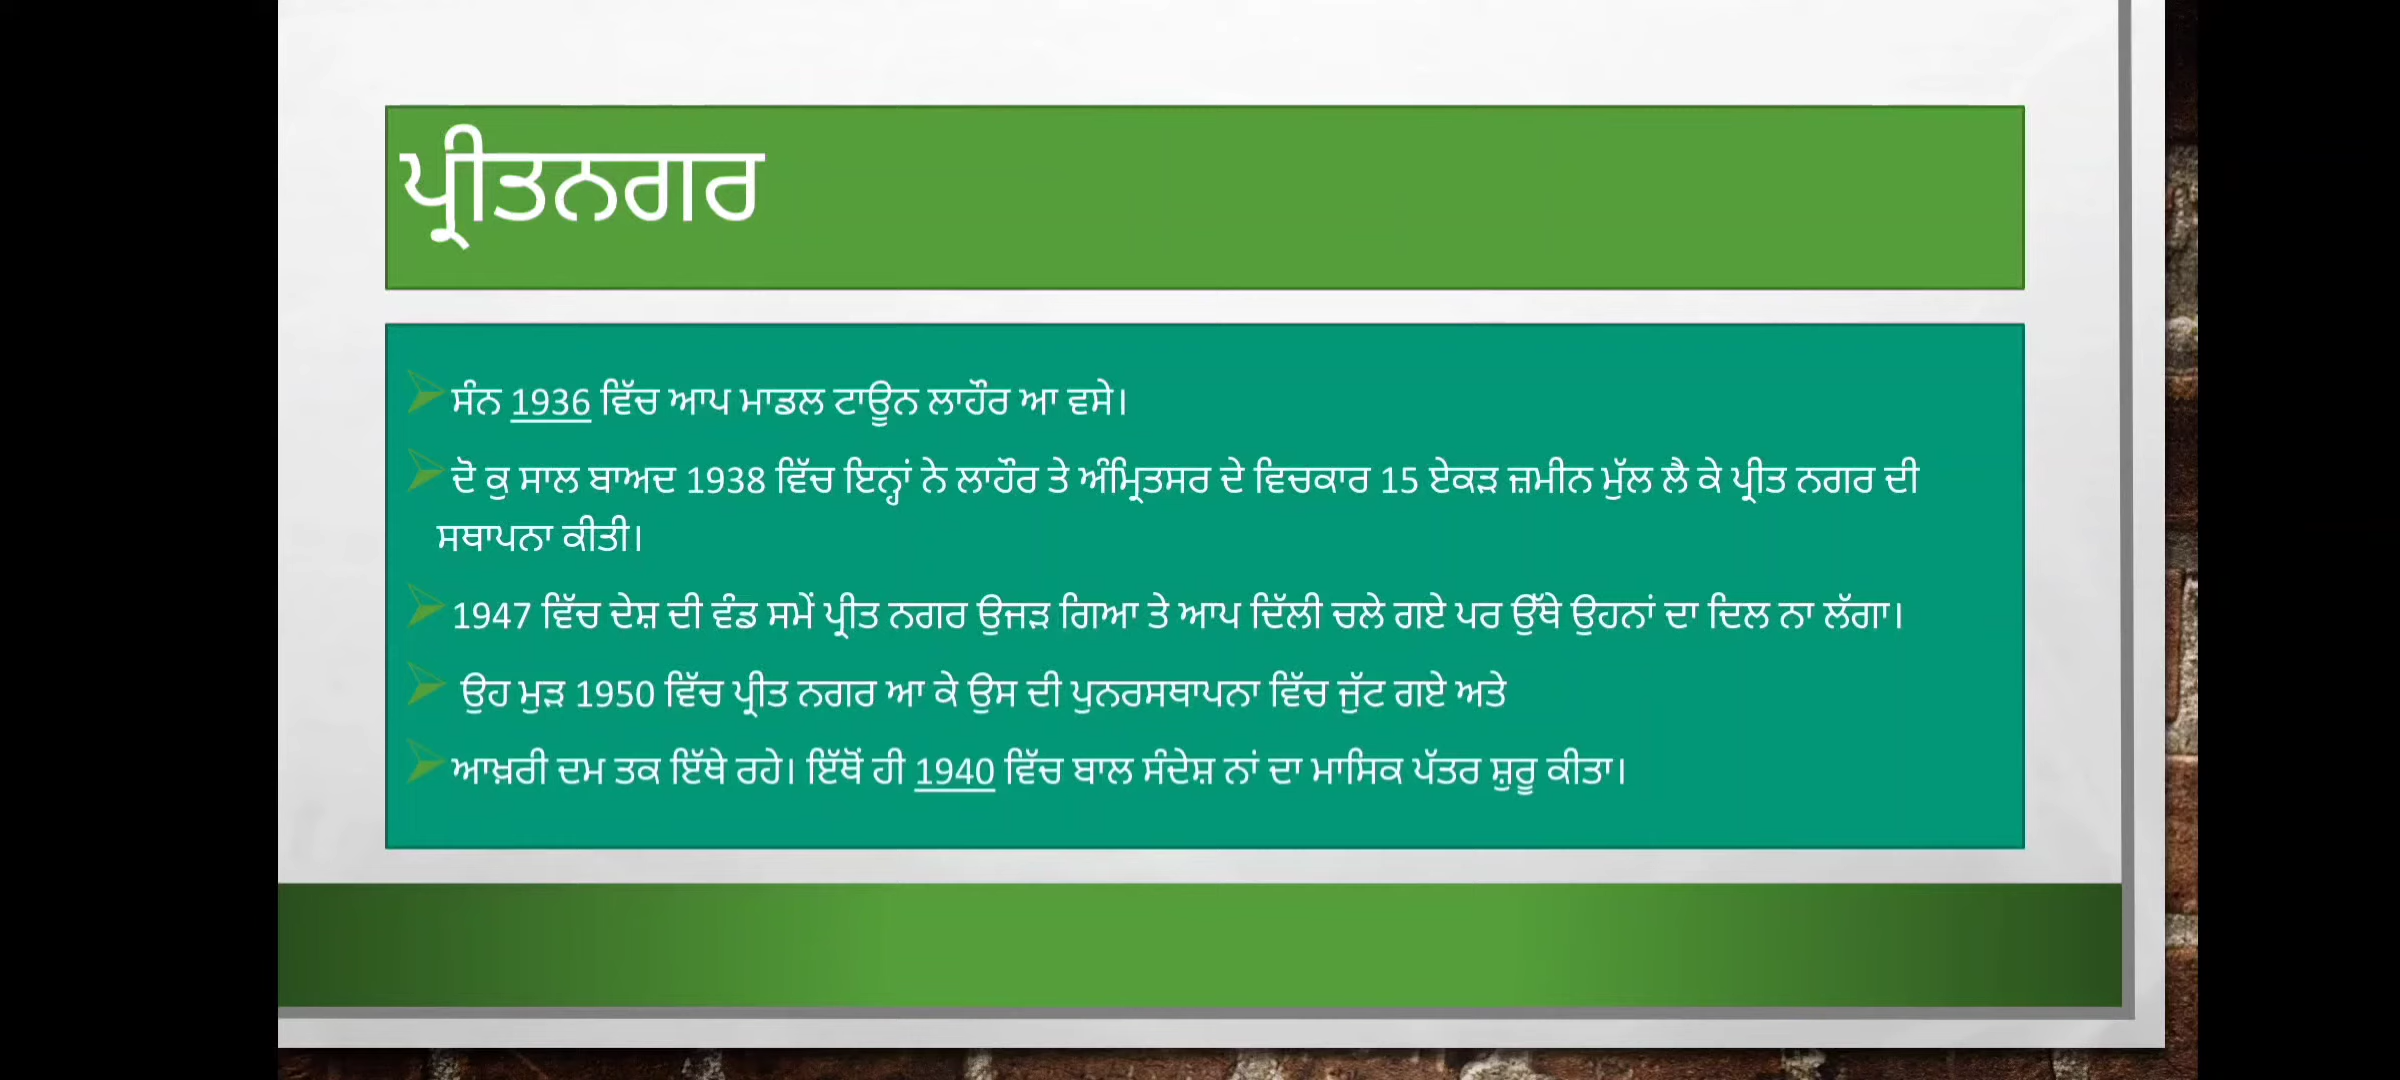 ਪ੍ਰੀਤਨਗਰ
ਸੰਨ 1936 ਵਿੱਚ ਆਪ ਮਾਡਲ ਟਾਊਨ ਲਾਹੌਰ ਆ ਵਸੇ।
ਦੋ ਕੁ ਸਾਲ ਬਾਅਦ 1938 ਵਿੱਚ ਇਨ੍ਹਾਂ ਨੇ ਲਾਹੌਰ ਤੇ ਅੰਮ੍ਰਿਤਸਰ ਦੇ ਵਿਚਕਾਰ 15 ਏਕੜ ਜ਼ਮੀਨ ਮੁੱਲ ਲੈ ਕੇ ਪ੍ਰੀਤ ਨਗਰ ਦੀ
ਸਥਾਪਨਾ ਕੀਤੀ।
1947 ਵਿੱਚ ਦੇਸ਼ ਦੀ ਵੰਡ ਸਮੇਂ ਪ੍ਰੀਤ ਨਗਰ ਉਜੜ ਗਿਆ ਤੇ ਆਪ ਦਿੱਲੀ ਚਲੇ ਗਏ ਪਰ ਉੱਥੇ ਉਹਨਾਂ ਦਾ ਦਿਲ ਨਾ ਲੱਗਾ।
ਉਹ ਮੁੜ 1950 ਵਿੱਚ ਪ੍ਰੀਤ ਨਗਰ ਆ ਕੇ ਉਸ ਦੀ ਪੁਨਰਸਥਾਪਨਾ ਵਿੱਚ ਜੁੱਟ ਗਏ ਅਤੇ
ਆਖ਼ਰੀ ਦਮ ਤਕ ਇੱਥੇ ਰਹੇ। ਇੱਥੋਂ ਹੀ 1940 ਵਿੱਚ ਬਾਲ ਸੰਦੇਸ਼ ਨਾਂ ਦਾ ਮਾਸਿਕ ਪੱਤਰ ਸ਼ੁਰੂ ਕੀਤਾ।